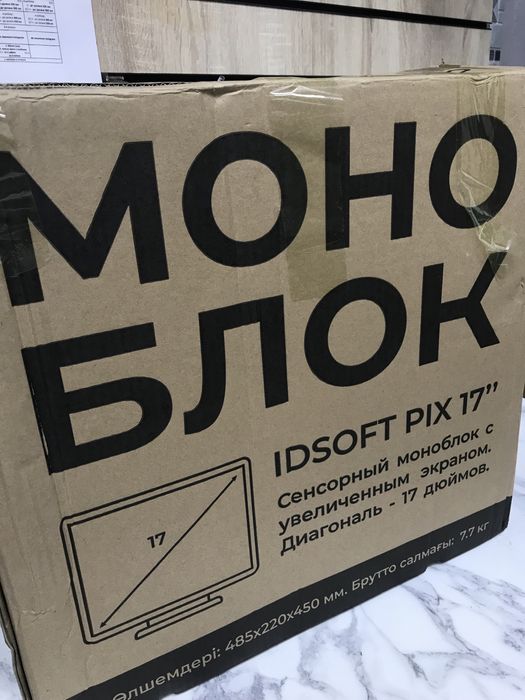 МОНО
БЛОК
IDSOFT PIX 17”
Сенсорный моноблок с
увеличенным экраном.
Диагональ - 17 дюймов.
17
Өлшемдері: 485x220x450 мм. Брутто салмағы: 7.7 кг